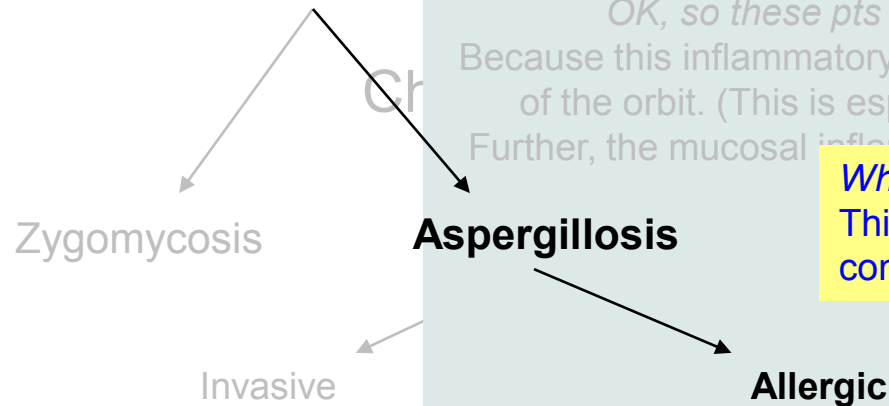 OK, so these pts
Because this inflammatory
Ch
of the orbit. (This is esp
Further, the mucosal
Wh
Thi
con
Zygomycosis
Aspergillosis
Invasive
Allergic